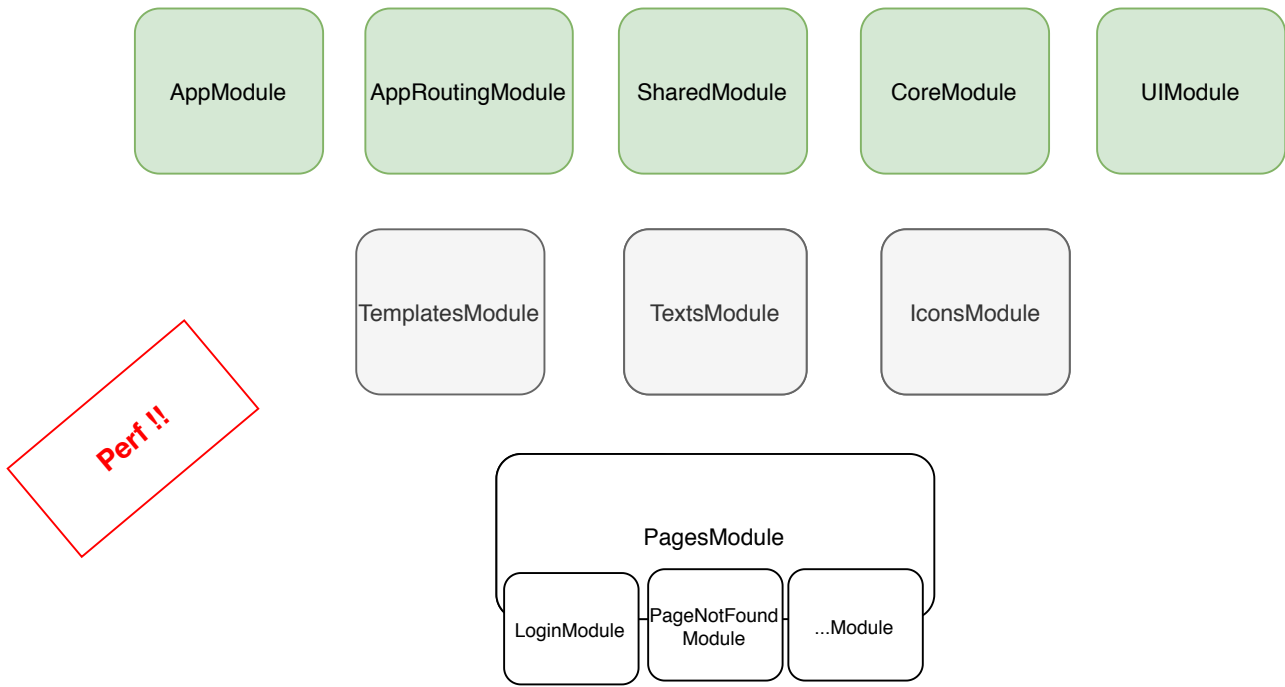 AppModule
AppRoutingModule
SharedModule
CoreModule
UIModule
TemplatesModule
TextsModule
IconsModule
Perf !!
PagesModule
LoginModule
PageNotFound
Module
...Module